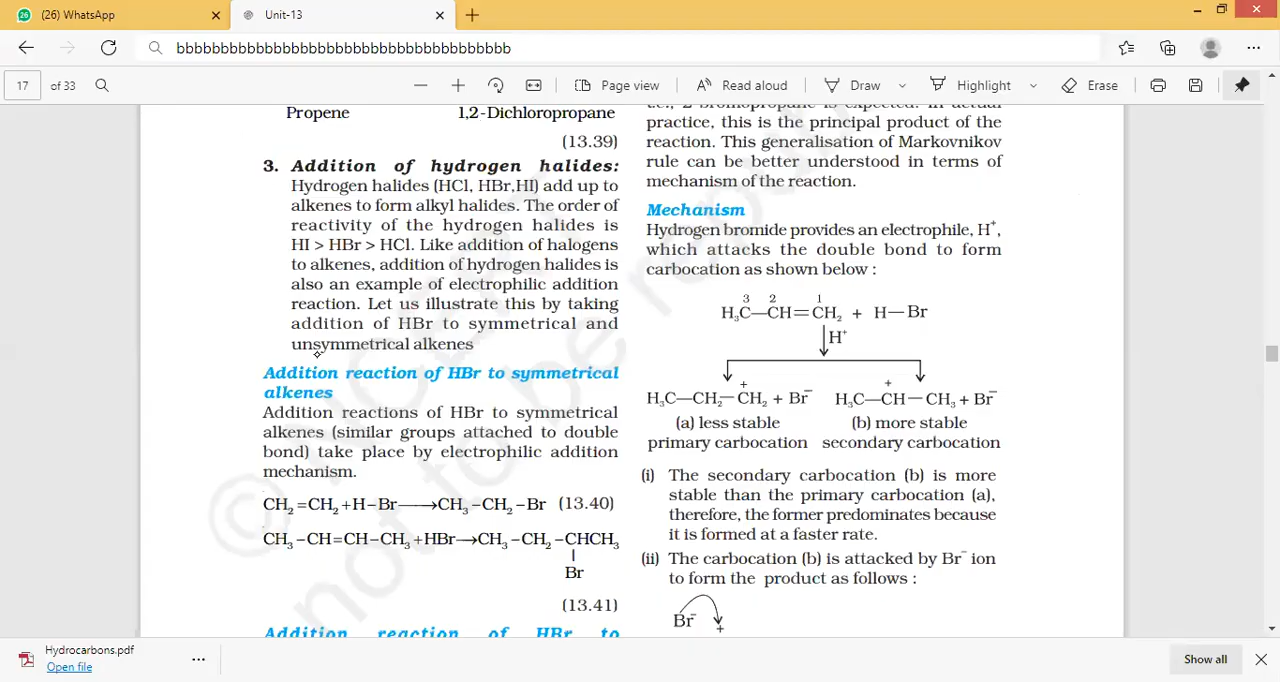 (26) WhatsApp
Unit-13
bbbbbbbbbbbbbbbbbbbbbbbbbbbbbbbbbbbbbb
17 of 33
Page view
Read aloud
Draw
Highlight
Erase
Propene 1,2-Dichloropropane
(13.39)
3. Addition of hydrogen halides:
Hydrogen halides (HCl, HBr,HI) add up to
alkenes to form alkyl halides. The order of
reactivity of the hydrogen halides is
HI > HBr > HCl. Like addition of halogens
to alkenes, addition of hydrogen halides is
also an example of electrophilic addition
reaction. Let us illustrate this by taking
addition of HBr to symmetrical and
unsymmetrical alkenes
Addition reaction of HBr to symmetrical
alkenes
Addition reactions of HBr to symmetrical
alkenes (similar groups attached to double
bond) take place by electrophilic addition
mechanism.
CH₂=CH₂+H–Br⟶CH₃–CH₂–Br (13.40)
CH₃–CH=CH–CH₃+HBr→CH₃–CH₂–CHCH₃
Br
(13.41)
Addition reaction of HBr to
i.e., 2-bromopropane is expected. In actual
practice, this is the principal product of the
reaction. This generalisation of Markovnikov
rule can be better understood in terms of
mechanism of the reaction.
Mechanism
Hydrogen bromide provides an electrophile, H⁺,
which attacks the double bond to form
carbocation as shown below :
3 2 1
H₃C—CH=CH₂ + H—Br
H⁺
+ +
H₃C—CH₂—CH₂ + Br⁻ H₃C—CH—CH₃ + Br⁻
(a) less stable (b) more stable
primary carbocation secondary carbocation
(i) The secondary carbocation (b) is more
stable than the primary carbocation (a),
therefore, the former predominates because
it is formed at a faster rate.
(ii) The carbocation (b) is attacked by Br⁻ ion
to form the product as follows :
Br⁻
+
Hydrocarbons.pdf
Open file
Show all